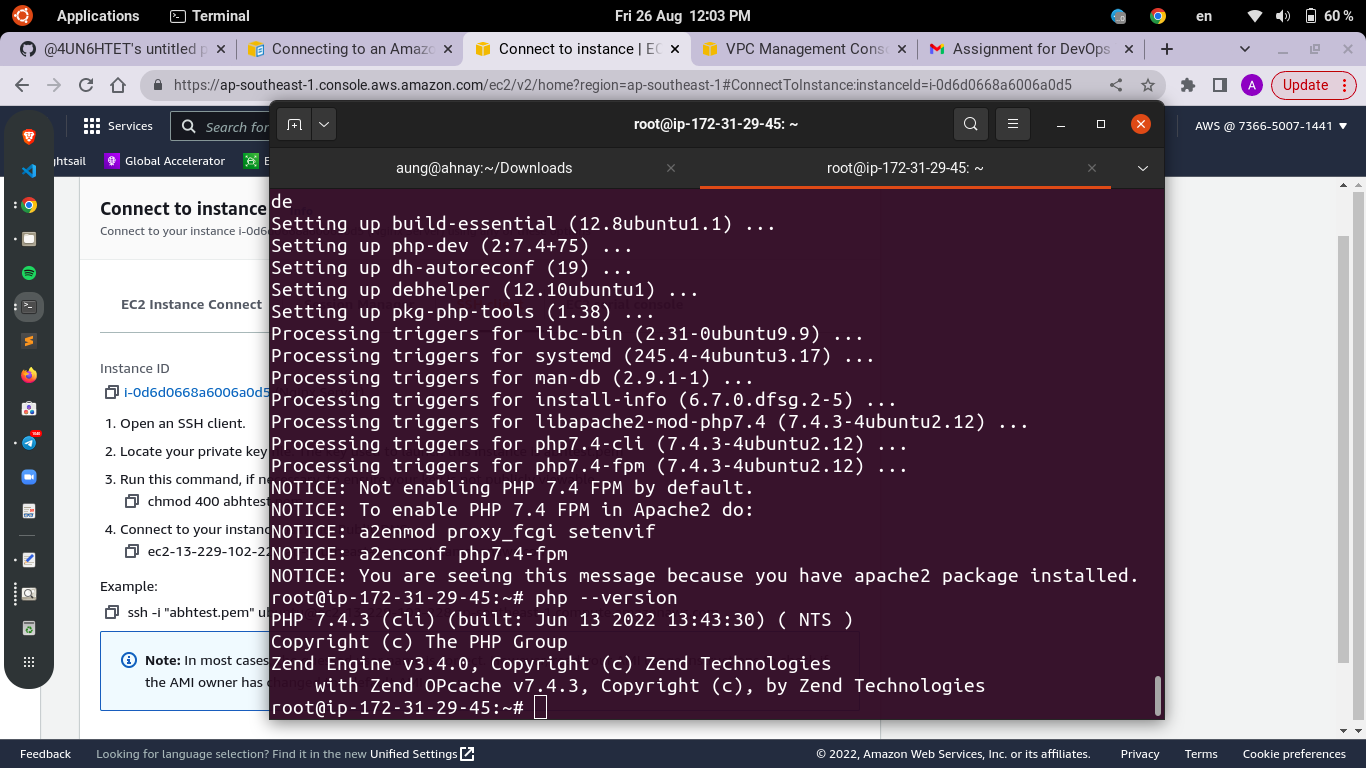 Applications
Terminal
Fri 26 Aug 12:03 PM
en
60 %
@4UN6HTET's untitled p
Connecting to an Amazo
Connect to instance | EC
VPC Management Cons
Assignment for DevOps
https://ap-southeast-1.console.aws.amazon.com/ec2/v2/home?region=ap-southeast-1#ConnectToInstance:instanceId=i-0d6d0668a6006a0d5
A
Update
Services
Search for
AWS @ 7366-5007-1441
ghtsail
Global Accelerator
E
root@ip-172-31-29-45: ~
aung@ahnay:~/Downloads
root@ip-172-31-29-45: ~
Connect to instance
Connect to your instance i-0d6
EC2 Instance Connect
Instance ID
i-0d6d0668a6006a0d5
1. Open an SSH client.
2. Locate your private key
3. Run this command, if ne
chmod 400 abhtest
4. Connect to your instanc
ec2-13-229-102-22
Example:
ssh -i "abhtest.pem" ub
Note: In most cases
the AMI owner has
de
Setting up build-essential (12.8ubuntu1.1) ...
Setting up php-dev (2:7.4+75) ...
Setting up dh-autoreconf (19) ...
Setting up debhelper (12.10ubuntu1) ...
Setting up pkg-php-tools (1.38) ...
Processing triggers for libc-bin (2.31-0ubuntu9.9) ...
Processing triggers for systemd (245.4-4ubuntu3.17) ...
Processing triggers for man-db (2.9.1-1) ...
Processing triggers for install-info (6.7.0.dfsg.2-5) ...
Processing triggers for libapache2-mod-php7.4 (7.4.3-4ubuntu2.12) ...
Processing triggers for php7.4-cli (7.4.3-4ubuntu2.12) ...
Processing triggers for php7.4-fpm (7.4.3-4ubuntu2.12) ...
NOTICE: Not enabling PHP 7.4 FPM by default.
NOTICE: To enable PHP 7.4 FPM in Apache2 do:
NOTICE: a2enmod proxy_fcgi setenvif
NOTICE: a2enconf php7.4-fpm
NOTICE: You are seeing this message because you have apache2 package installed.
root@ip-172-31-29-45:~# php --version
PHP 7.4.3 (cli) (built: Jun 13 2022 13:43:30) ( NTS )
Copyright (c) The PHP Group
Zend Engine v3.4.0, Copyright (c) Zend Technologies
    with Zend OPcache v7.4.3, Copyright (c), by Zend Technologies
root@ip-172-31-29-45:~#
Feedback
Looking for language selection? Find it in the new Unified Settings
© 2022, Amazon Web Services, Inc. or its affiliates.
Privacy
Terms
Cookie preferences